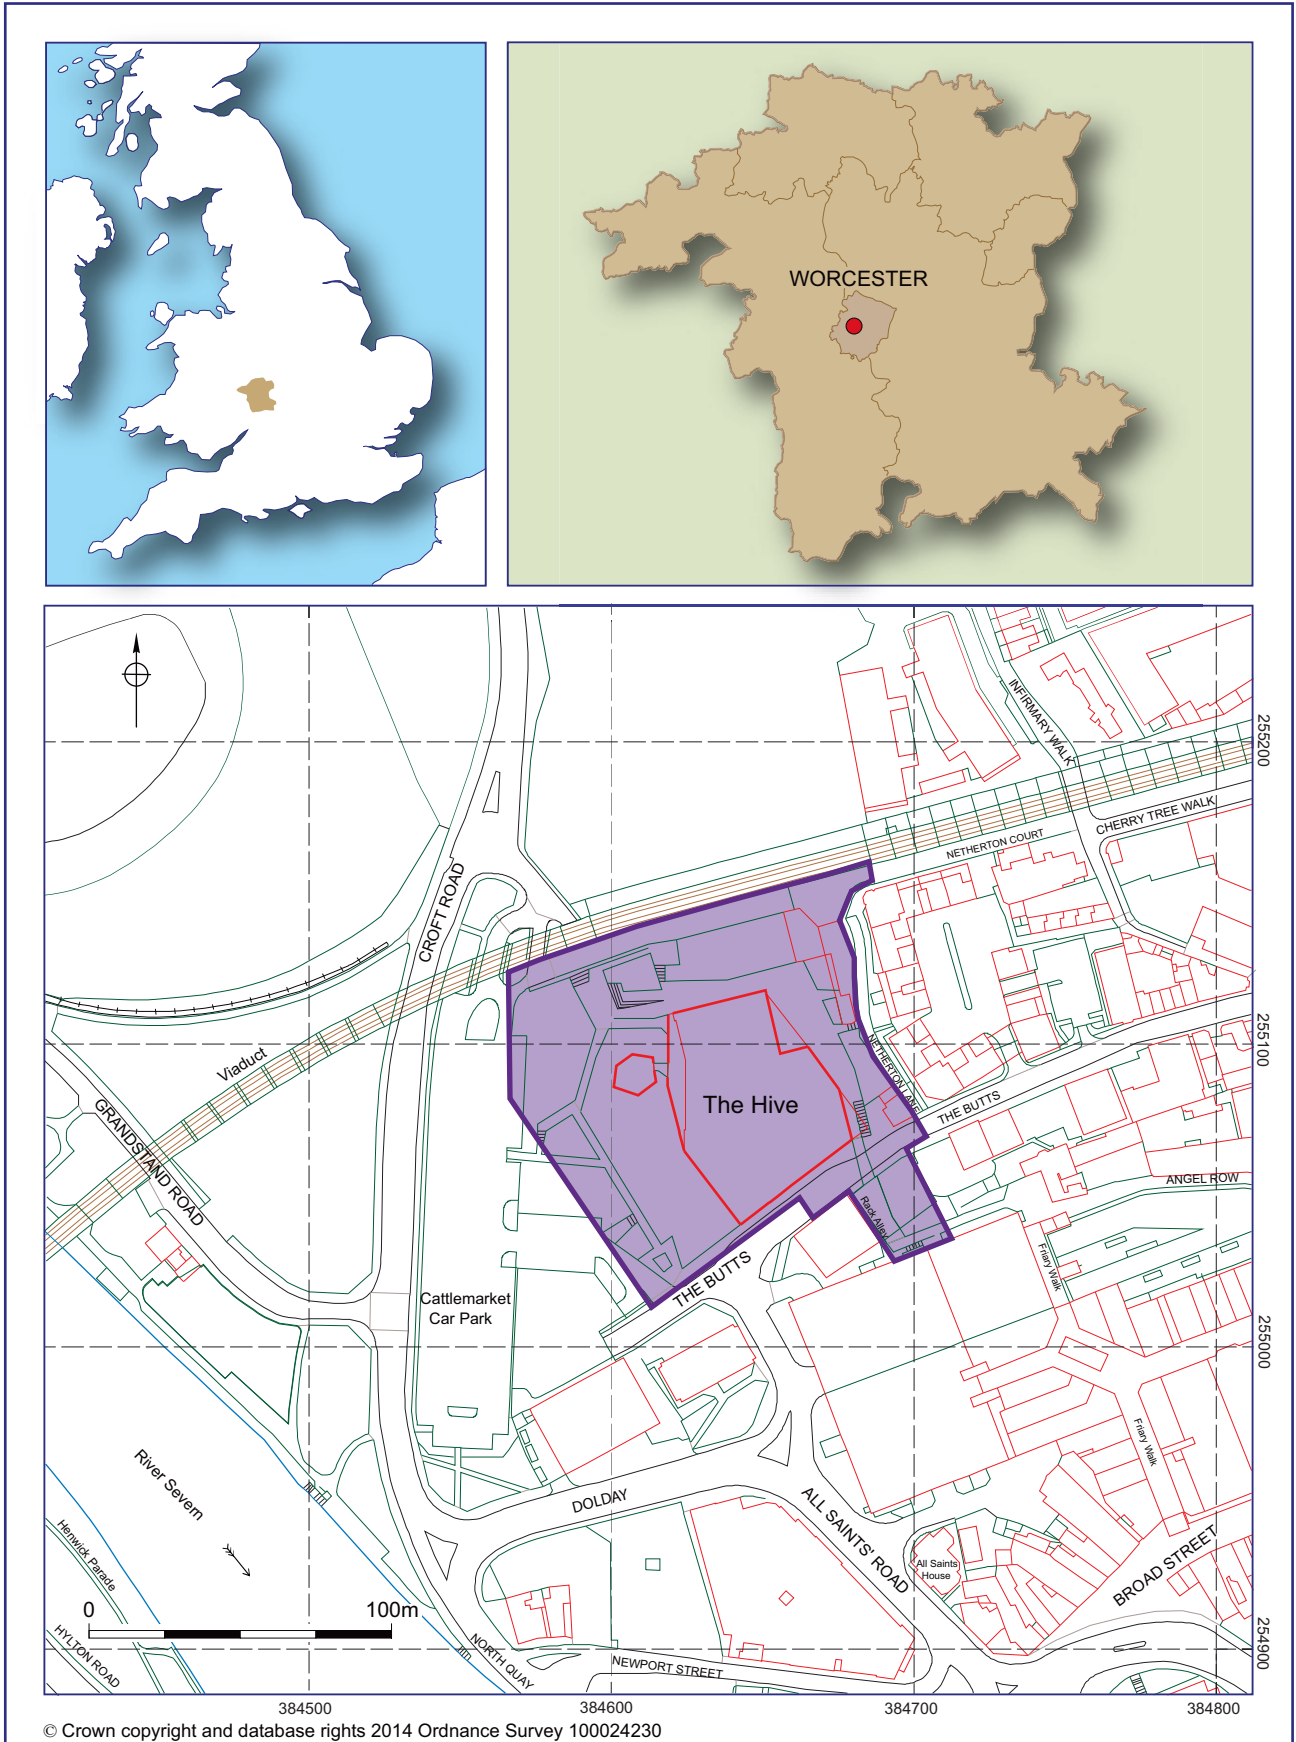 WORCESTER
INFIRMARY WALK
255200
CHERRY TREE WALK
NETHERTON COURT
CROFT ROAD
Viaduct
255100
NETHERTON LANE
The Hive
THE BUTTS
GRANDSTAND ROAD
ANGEL ROW
Rack Alley
Friary Walk
THE BUTTS
Cattlemarket
Car Park
255000
Friary Walk
River Severn
DOLDAY
ALL SAINTS' ROAD
Henwick Parade
All Saints
House
BROAD STREET
0 100m
HYLTON ROAD
NORTH QUAY
NEWPORT STREET
254900
384500 384600 384700 384800
© Crown copyright and database rights 2014 Ordnance Survey 100024230